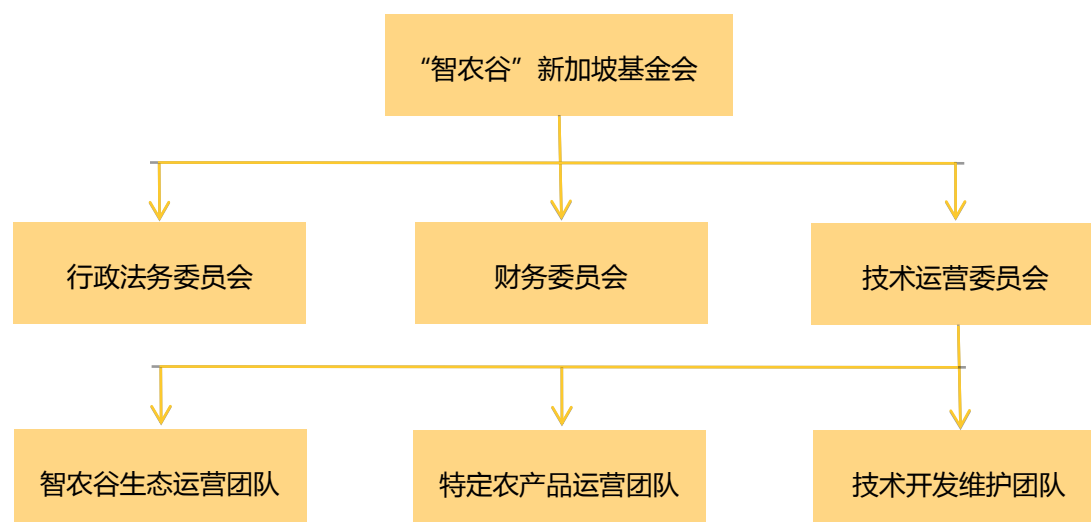 “智农谷”新加坡基金会
行政法务委员会
财务委员会
技术运营委员会
智农谷生态运营团队
特定农产品运营团队
技术开发维护团队